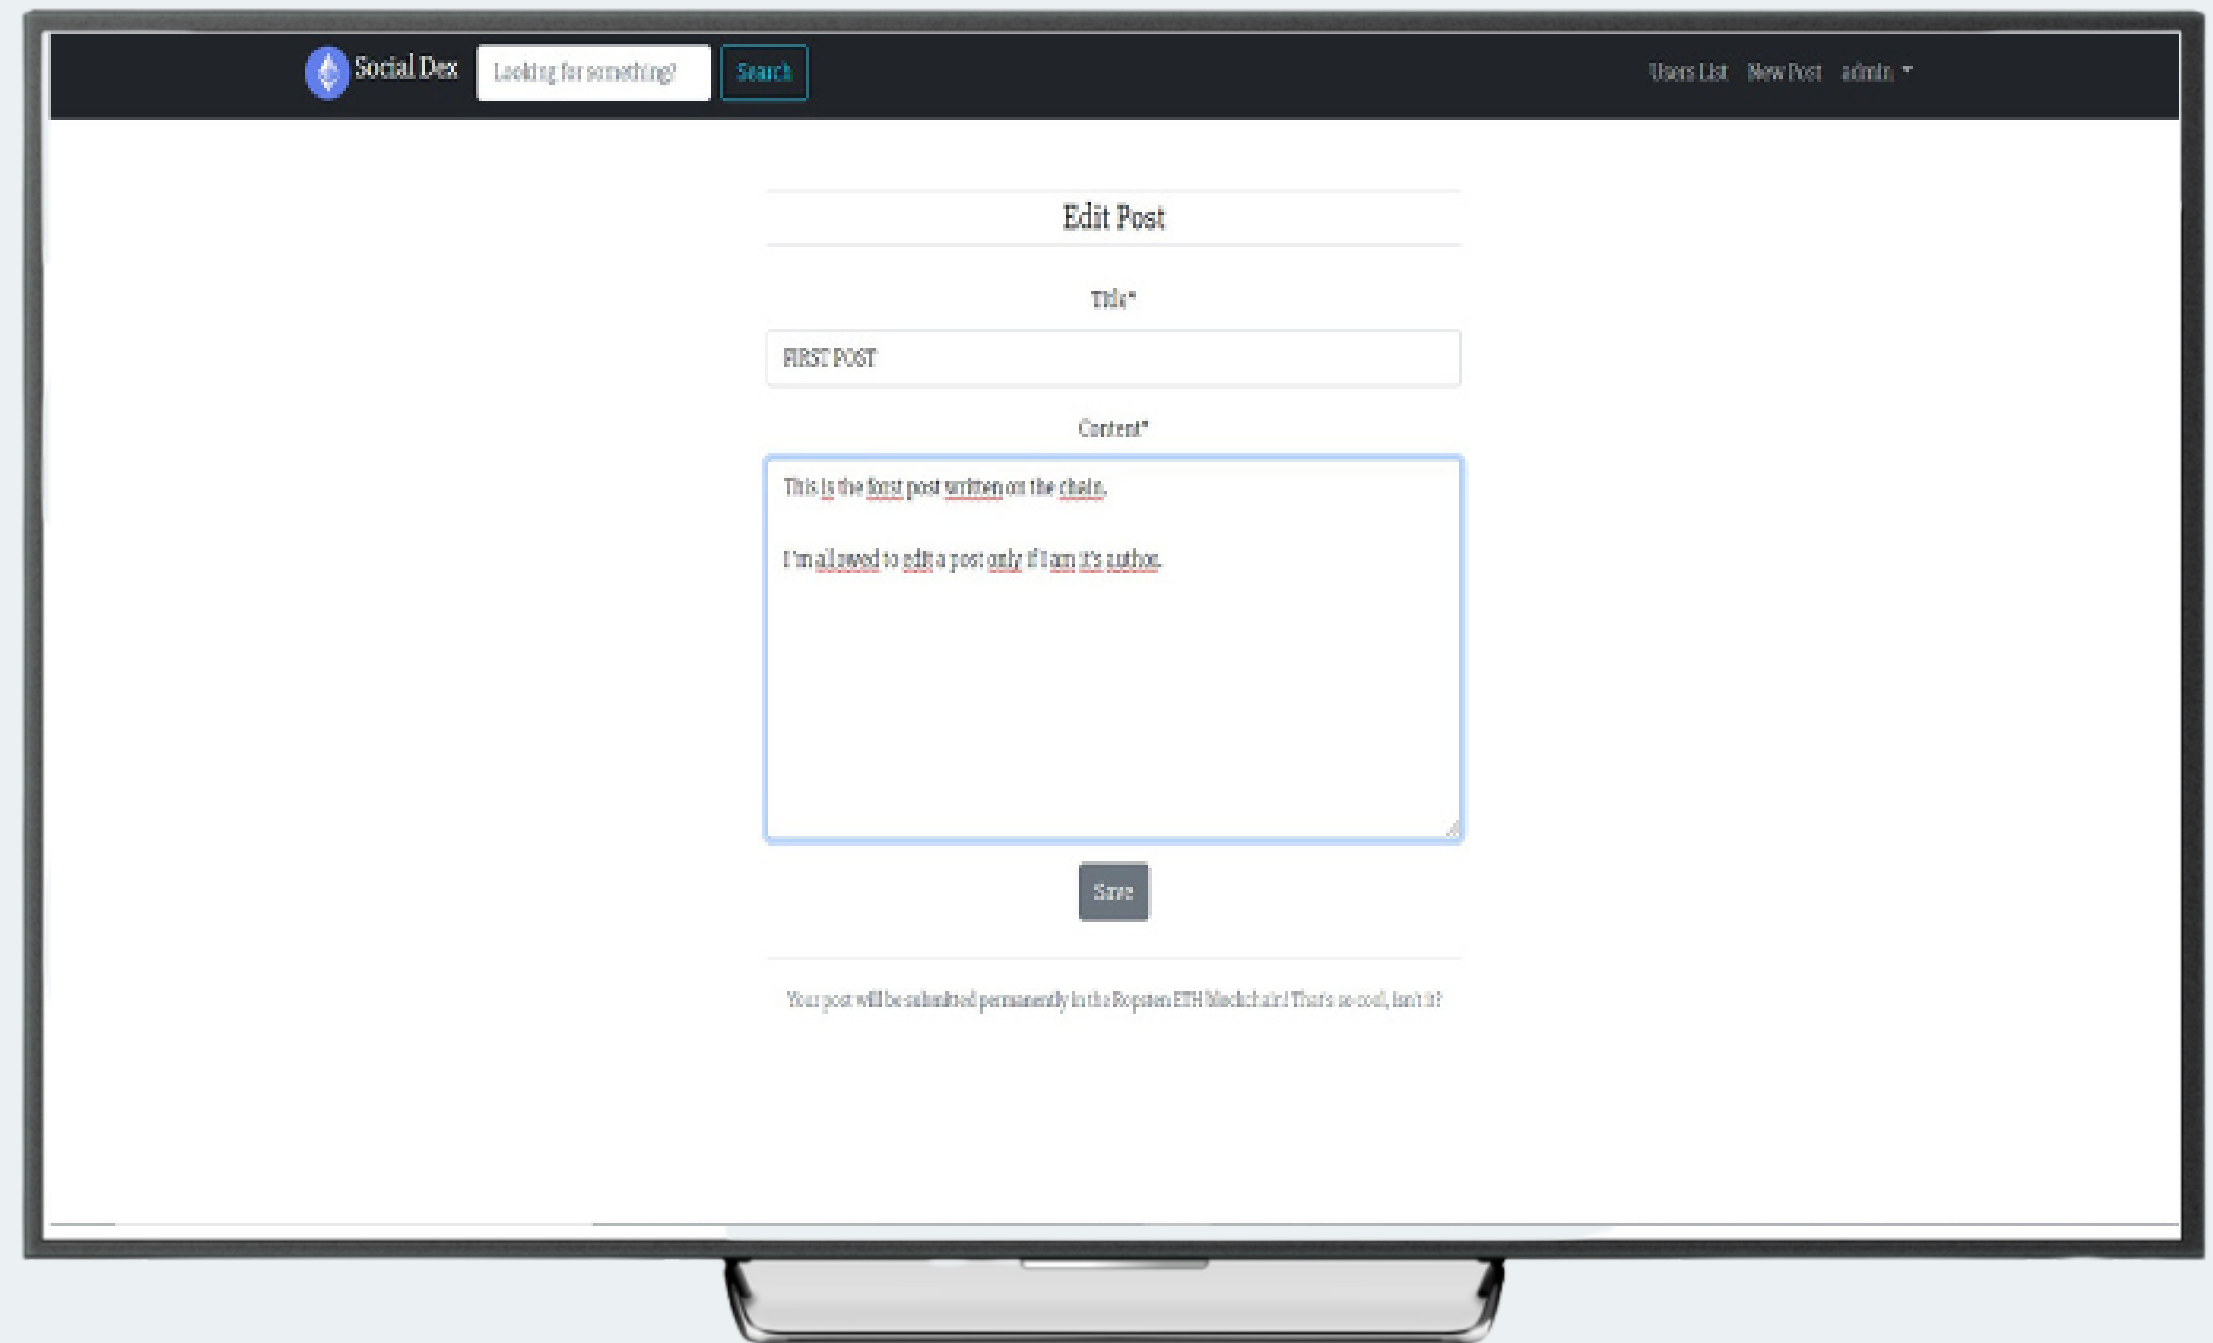 Social Dex
Looking for something?
Search
Users List
New Post
admin
Edit Post
Title*
FIRST POST
Content*
This is the forst post written on the chain.
I'm allowed to edit a post only if I am it's author.
Save
Your post will be submitted permanently in the Ropsten ETH blockchain! That's so cool, isn't it?